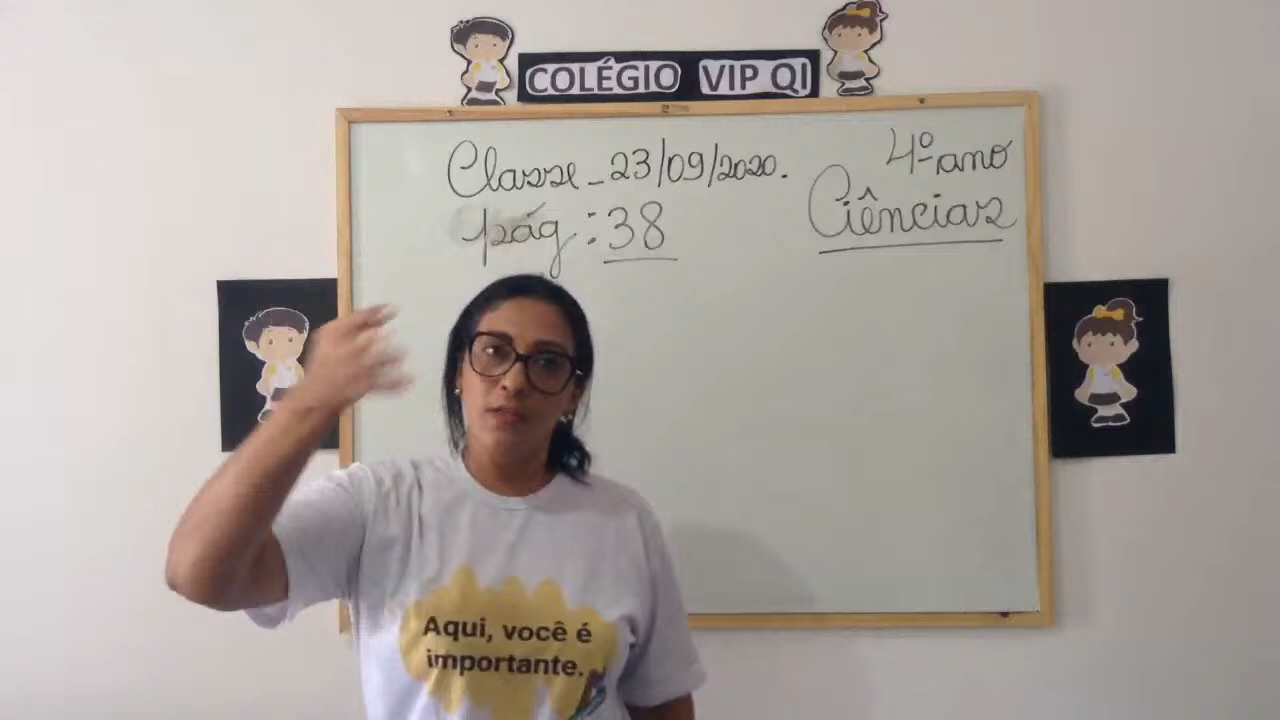 COLÉGIO VIP QI
Classe - 23/09/2020.
4º ano
pág: 38
Ciências
Aqui, você é
importante.